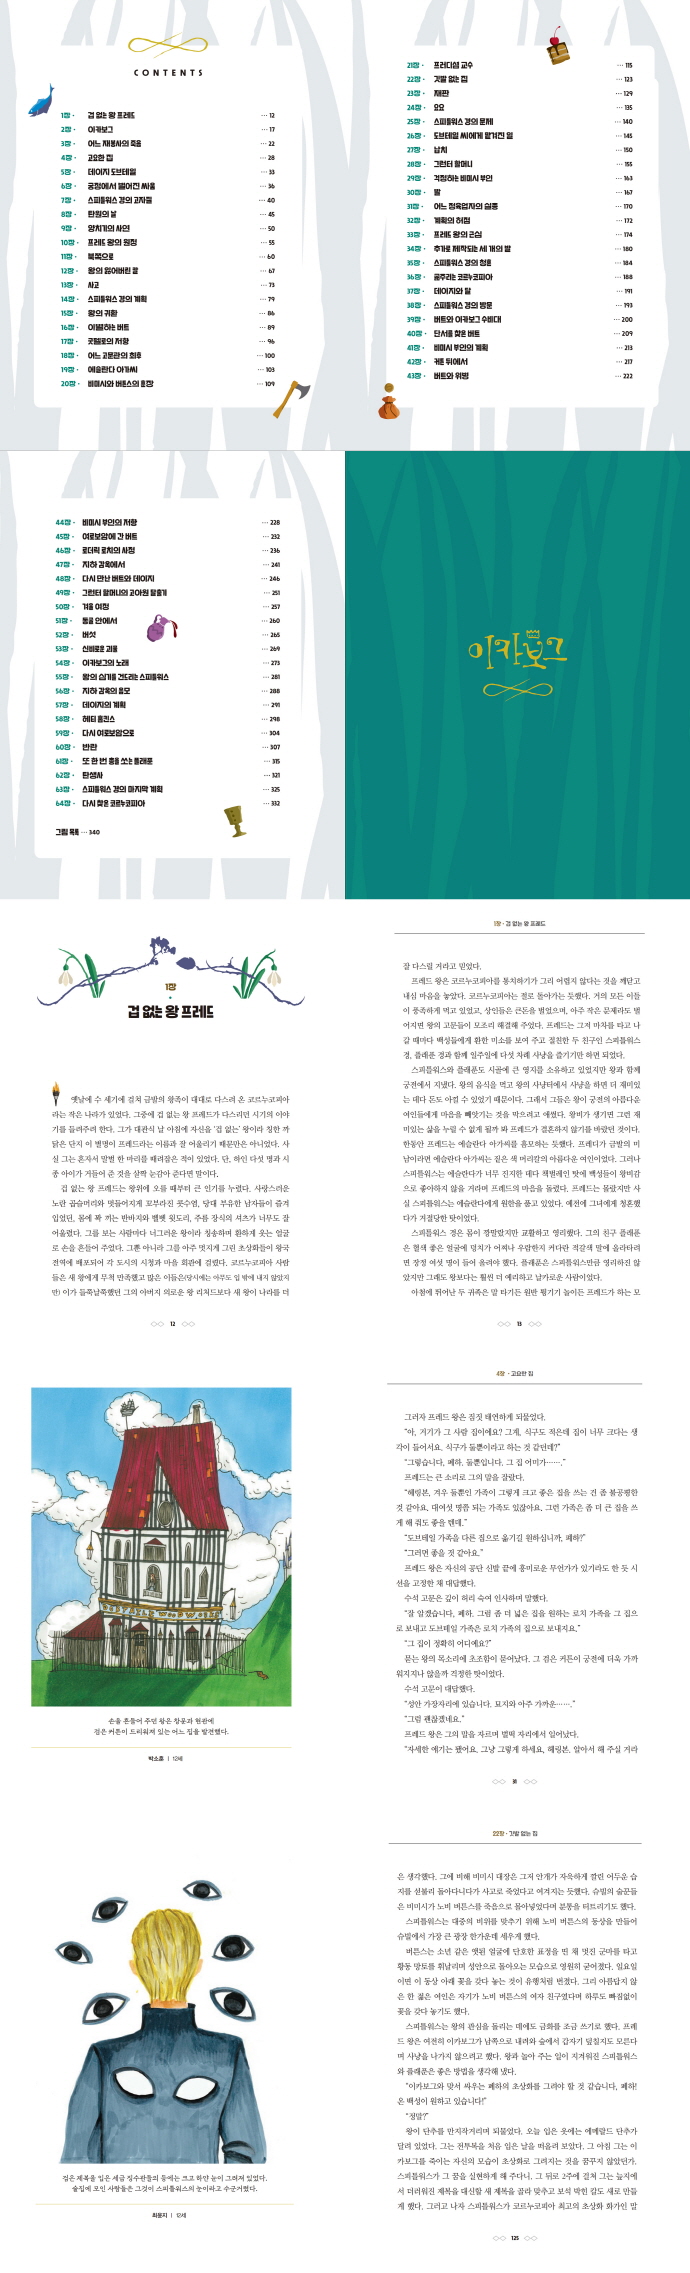 CONTENTS
1장 · 겁 없는 왕 프레드 ··· 12
2장 · 이카보그 ··· 17
3장 · 어느 재봉사의 죽음 ··· 22
4장 · 고요한 집 ··· 28
5장 · 데이지 도브테일 ··· 33
6장 · 궁정에서 벌어진 싸움 ··· 36
7장 · 스피틀워스 경의 고자질 ··· 40
8장 · 탄원의 날 ··· 45
9장 · 양치기의 사연 ··· 50
10장 · 프레드 왕의 원정 ··· 55
11장 · 북쪽으로 ··· 60
12장 · 왕의 잃어버린 칼 ··· 67
13장 · 사고 ··· 73
14장 · 스피틀워스 경의 계획 ··· 79
15장 · 왕의 귀환 ··· 86
16장 · 이별하는 버트 ··· 89
17장 · 굿펠로의 저항 ··· 96
18장 · 어느 고문관의 최후 ··· 100
19장 · 에슬란다 아가씨 ··· 103
20장 · 비미시와 버튼스의 훈장 ··· 109
21장 · 프러디섬 교수 ··· 115
22장 · 깃발 없는 집 ··· 123
23장 · 재판 ··· 129
24장 · 요요 ··· 135
25장 · 스피틀워스 경의 문제 ··· 140
26장 · 도브테일 씨에게 맡겨진 일 ··· 145
27장 · 납치 ··· 150
28장 · 그런터 할머니 ··· 155
29장 · 걱정하는 비미시 부인 ··· 163
30장 · 발 ··· 167
31장 · 어느 정육업자의 실종 ··· 170
32장 · 계획의 허점 ··· 172
33장 · 프레드 왕의 근심 ··· 174
34장 · 추가로 제작되는 세 개의 발 ··· 180
35장 · 스피틀워스 경의 청혼 ··· 184
36장 · 굶주리는 코르누코피아 ··· 188
37장 · 데이지와 달 ··· 191
38장 · 스피틀워스 경의 방문 ··· 193
39장 · 버트와 이카보그 수비대 ··· 200
40장 · 단서를 찾은 버트 ··· 209
41장 · 비미시 부인의 계획 ··· 213
42장 · 커튼 뒤에서 ··· 217
43장 · 버트와 위병 ··· 222
44장 · 비미시 부인의 저항 ··· 228
45장 · 여로보암에 간 버트 ··· 232
46장 · 로더릭 로치의 사정 ··· 236
47장 · 지하 감옥에서 ··· 241
48장 · 다시 만난 버트와 데이지 ··· 246
49장 · 그런터 할머니의 고아원 탈출기 ··· 251
50장 · 겨울 여정 ··· 257
51장 · 동굴 안에서 ··· 260
52장 · 버섯 ··· 265
53장 · 신비로운 괴물 ··· 269
54장 · 이카보그의 노래 ··· 273
55장 · 왕의 심기를 건드리는 스피틀워스 ··· 281
56장 · 지하 감옥의 음모 ··· 288
57장 · 데이지의 계획 ··· 291
58장 · 헤티 홉킨스 ··· 298
59장 · 다시 여로보암으로 ··· 304
60장 · 반란 ··· 307
61장 · 또 한 번 총을 쏘는 플래푼 ··· 315
62장 · 탄생사 ··· 321
63장 · 스피틀워스 경의 마지막 계획 ··· 325
64장 · 다시 찾은 코르누코피아 ··· 332
그림 목록 ··· 340
이카보그
1장
겁 없는 왕 프레드
옛날에 수 세기에 걸쳐 금발의 왕족이 대대로 다스려 온 코르누코피아
라는 작은 나라가 있었다. 그중에 겁 없는 왕 프레드가 다스리던 시기의 이야
기를 들려주려 한다. 그가 대관식 날 아침에 자신을 '겁 없는' 왕이라 칭한 까
닭은 단지 이 별명이 프레드라는 이름과 잘 어울리기 때문만은 아니었다. 사
실 그는 혼자서 말벌 한 마리를 때려잡은 적이 있었다. 단, 하인 다섯 명과 시
종 아이가 거들어 준 것을 살짝 눈감아 준다면 말이다.
겁 없는 왕 프레드는 왕위에 오를 때부터 큰 인기를 누렸다. 사랑스러운
노란 곱슬머리와 멋들어지게 꼬부라진 콧수염, 당대 부유한 남자들이 즐겨
입었던, 몸에 꽉 끼는 반바지와 벨벳 윗도리, 주름 장식의 셔츠가 너무도 잘
어울렸다. 그를 보는 사람마다 너그러운 왕이라 칭송하며 환하게 웃는 얼굴
로 손을 흔들어 주었다. 그뿐 아니라 그를 아주 멋지게 그린 초상화들이 왕국
전역에 배포되어 각 도시의 시청과 마을 회관에 걸렸다. 코르누코피아 사람
들은 새 왕에게 무척 만족했고 많은 이들은(당시에는 아무도 입 밖에 내지 않았지
만) 이가 들쭉날쭉했던 그의 아버지 의로운 왕 리처드보다 새 왕이 나라를 더
12
1장 · 겁 없는 왕 프레드
잘 다스릴 거라고 믿었다.
프레드 왕은 코르누코피아를 통치하기가 그리 어렵지 않다는 것을 깨닫고
내심 마음을 놓았다. 코르누코피아는 절로 돌아가는 듯했다. 거의 모든 이들
이 풍족하게 먹고 있었고, 상인들은 큰돈을 벌었으며, 아주 작은 문제라도 벌
어지면 왕의 고문들이 모조리 해결해 주었다. 프레드는 그저 마차를 타고 나
갈 때마다 백성들에게 환한 미소를 보여 주고 절친한 두 친구인 스피틀워스
경, 플래푼 경과 함께 일주일에 다섯 차례 사냥을 즐기기만 하면 되었다.
스피틀워스와 플래푼도 시골에 큰 영지를 소유하고 있었지만 왕과 함께
궁전에서 지냈다. 왕의 음식을 먹고 왕의 사냥터에서 사냥을 하면 더 재미있
는 데다 돈도 아낄 수 있었기 때문이다. 그래서 그들은 왕이 궁전의 아름다운
여인들에게 마음을 빼앗기는 것을 막으려고 애썼다. 왕비가 생기면 그런 재
미있는 삶을 누릴 수 없게 될까 봐 프레드가 결혼하지 않기를 바랐던 것이다.
한동안 프레드는 에슬란다 아가씨를 흠모하는 듯했다. 프레드가 금발의 미
남이라면 에슬란다 아가씨는 짙은 색 머리칼의 아름다운 여인이었다. 그러나
스피틀워스는 에슬란다가 너무 진지한 데다 책벌레인 탓에 백성들이 왕비감
으로 좋아하지 않을 거라며 프레드의 마음을 돌렸다. 프레드는 몰랐지만 사
실 스피틀워스는 에슬란다에게 원한을 품고 있었다. 예전에 그녀에게 청혼했
다가 거절당한 탓이었다.
스피틀워스 경은 몸이 깡말랐지만 교활하고 영리했다. 그의 친구 플래푼
은 혈색 좋은 얼굴에 덩치가 어찌나 우람한지 커다란 적갈색 말에 올라타려
면 장정 여섯 명이 들어 올려야 했다. 플래푼은 스피틀워스만큼 영리하진 않
았지만 그래도 왕보다는 훨씬 더 예리하고 날카로운 사람이었다.
아첨에 뛰어난 두 귀족은 말 타기든 원반 튕기기 놀이든 프레드가 하는 모
13
손을 흔들어 주던 왕은 창문과 현관에
검은 커튼이 드리워져 있는 어느 집을 발견했다.
박소훈 | 12세
4장 · 고요한 집
그러자 프레드 왕은 짐짓 태연하게 되물었다.
"아, 거기가 그 사람 집이에요? 그게, 식구도 적은데 집이 너무 크다는 생
각이 들어서요. 식구가 둘뿐이라고 하는 것 같던데?"
"그렇습니다, 폐하. 둘뿐입니다. 그 집 어미가……."
프레드는 큰 소리로 그의 말을 잘랐다.
"헤링본, 겨우 둘뿐인 가족이 그렇게 크고 좋은 집을 쓰는 건 좀 불공평한
것 같아요. 대여섯 명쯤 되는 가족도 있잖아요. 그런 가족은 좀 더 큰 집을 쓰
게 해 줘도 좋을 텐데."
"도브테일 가족을 다른 집으로 옮기길 원하십니까, 폐하?"
"그러면 좋을 것 같아요."
프레드 왕은 자신의 공단 신발 끝에 흥미로운 무언가가 있기라도 한 듯 시
선을 고정한 채 대답했다.
수석 고문은 깊이 허리 숙여 인사하며 말했다.
"잘 알겠습니다, 폐하. 그럼 좀 더 넓은 집을 원하는 로치 가족을 그 집으
로 보내고 도브테일 가족은 로치 가족의 집으로 보내지요."
"그 집이 정확히 어디예요?"
묻는 왕의 목소리에 초조함이 묻어났다. 그 검은 커튼이 궁전에 더욱 가까
워지지나 않을까 걱정한 탓이었다.
수석 고문이 대답했다.
"성안 가장자리에 있습니다. 묘지와 아주 가까운……."
"그럼 괜찮겠네요."
프레드 왕은 그의 말을 자르며 벌떡 자리에서 일어났다.
"자세한 얘기는 됐어요. 그냥 그렇게 하세요, 헤링본. 알아서 해 주실 거라
31
검은 제복을 입은 세금 징수관들의 등에는 크고 하얀 눈이 그려져 있었다.
술집에 모인 사람들은 그것이 스피틀워스의 눈이라고 수군거렸다.
최윤지 | 12세
22장 · 깃발 없는 집
은 생각했다. 그에 비해 비미시 대장은 그저 안개가 자욱하게 깔린 어두운 습
지를 섣불리 돌아다니다가 사고로 죽었다고 여겨지는 듯했다. 슈빌의 술꾼들
은 비미시가 노비 버튼스를 죽음으로 몰아넣었다며 분통을 터트리기도 했다.
스피틀워스는 대중의 비위를 맞추기 위해 노비 버튼스의 동상을 만들어
슈빌에서 가장 큰 광장 한가운데 세우게 했다.
버튼스는 소년 같은 앳된 얼굴에 단호한 표정을 띤 채 멋진 군마를 타고
황동 망토를 휘날리며 성안으로 돌아오는 모습으로 영원히 굳어졌다. 일요일
이면 이 동상 아래 꽃을 갖다 놓는 것이 유행처럼 번졌다. 그리 아름답지 않
은 한 젊은 여인은 자기가 노비 버튼스의 여자 친구였다며 하루도 빠짐없이
꽃을 갖다 놓기도 했다.
스피틀워스는 왕의 관심을 돌리는 데에도 금화를 조금 쓰기로 했다. 프레
드 왕은 여전히 이카보그가 남쪽으로 내려와 숲에서 갑자기 덮칠지도 모른다
며 사냥을 나가지 않으려고 했다. 왕과 놀아 주는 일이 지겨워진 스피틀워스
와 플래푼은 좋은 방법을 생각해 냈다.
"이카보그와 맞서 싸우는 폐하의 초상화를 그려야 할 것 같습니다, 폐하!
온 백성이 원하고 있습니다!"
"정말?"
왕이 단추를 만지작거리며 되물었다. 오늘 입은 옷에는 에메랄드 단추가
달려 있었다. 그는 전투복을 처음 입은 날을 떠올려 보았다. 그 아침 그는 이
카보그를 죽이는 자신의 모습이 초상화로 그려지는 것을 꿈꾸지 않았던가.
스피틀워스가 그 꿈을 실현하게 해 주다니. 그 뒤로 2주에 걸쳐 그는 늪지에
서 더러워진 제복을 대신할 새 제복을 골라 맞추고 보석 박힌 칼도 새로 만들
게 했다. 그러고 나자 스피틀워스가 코르누코피아 최고의 초상화 화가인 말
125